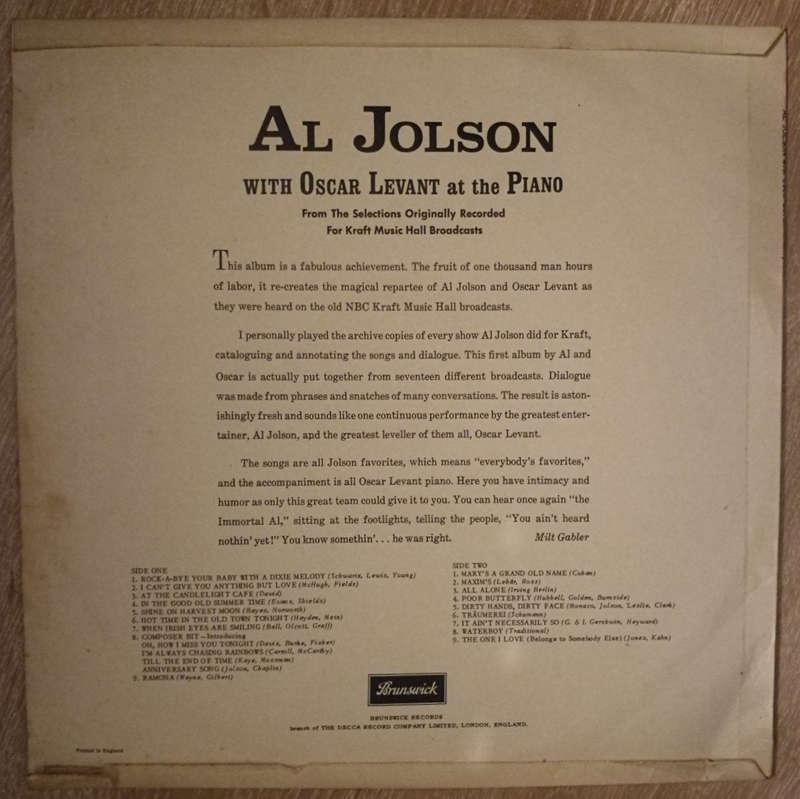 AL JOLSON
WITH OSCAR LEVANT at the PIANO
From The Selections Originally Recorded
For Kraft Music Hall Broadcasts
This album is a fabulous achievement. The fruit of one thousand man hours
of labor, it re-creates the magical repartee of Al Jolson and Oscar Levant as
they were heard on the old NBC Kraft Music Hall broadcasts.
I personally played the archive copies of every show Al Jolson did for Kraft,
cataloguing and annotating the songs and dialogue. This first album by Al and
Oscar is actually put together from seventeen different broadcasts. Dialogue
was made from phrases and snatches of many conversations. The result is aston-
ishingly fresh and sounds like one continuous performance by the greatest enter-
tainer, Al Jolson, and the greatest leveller of them all, Oscar Levant.
The songs are all Jolson favorites, which means "everybody's favorites,"
and the accompaniment is all Oscar Levant piano. Here you have intimacy and
humor as only this great team could give it to you. You can hear once again "the
Immortal Al," sitting at the footlights, telling the people, "You ain't heard
nothin' yet!" You know somethin'... he was right. Milt Gabler
SIDE ONE
1. ROCK-A-BYE YOUR BABY WITH A DIXIE MELODY (Schwartz, Lewis, Young)
2. I CAN'T GIVE YOU ANYTHING BUT LOVE (McHugh, Fields)
3. AT THE CANDLELIGHT CAFE (David)
4. IN THE GOOD OLD SUMMER TIME (Evans, Shields)
5. SHINE ON HARVEST MOON (Bayes, Norworth)
6. HOT TIME IN THE OLD TOWN TONIGHT (Hayden, Metz)
7. WHEN IRISH EYES ARE SMILING (Ball, Olcott, Graff)
8. COMPOSER BIT—Introducing
OH, HOW I MISS YOU TONIGHT (Davis, Burke, Fisher)
I'M ALWAYS CHASING RAINBOWS (Carroll, McCarthy)
TILL THE END OF TIME (Kaye, Mossman)
ANNIVERSARY SONG (Jolson, Chaplin)
9. RAMONA (Wayne, Gilbert)
SIDE TWO
1. MARY'S A GRAND OLD NAME (Cohan)
2. MAXIM'S (Lehár, Ross)
3. ALL ALONE (Irving Berlin)
4. POOR BUTTERFLY (Hubbell, Golden, Burnside)
5. DIRTY HANDS, DIRTY FACE (Monaco, Jolson, Leslie, Clark)
6. TRÄUMEREI (Schumann)
7. IT AIN'T NECESSARILY SO (G. & I. Gershwin, Heyward)
8. WATERBOY (Traditional)
9. THE ONE I LOVE (Belongs to Somebody Else) (Jones, Kahn)
Brunswick
BRUNSWICK RECORDS
branch of THE DECCA RECORD COMPANY LIMITED, LONDON, ENGLAND.
Printed in England